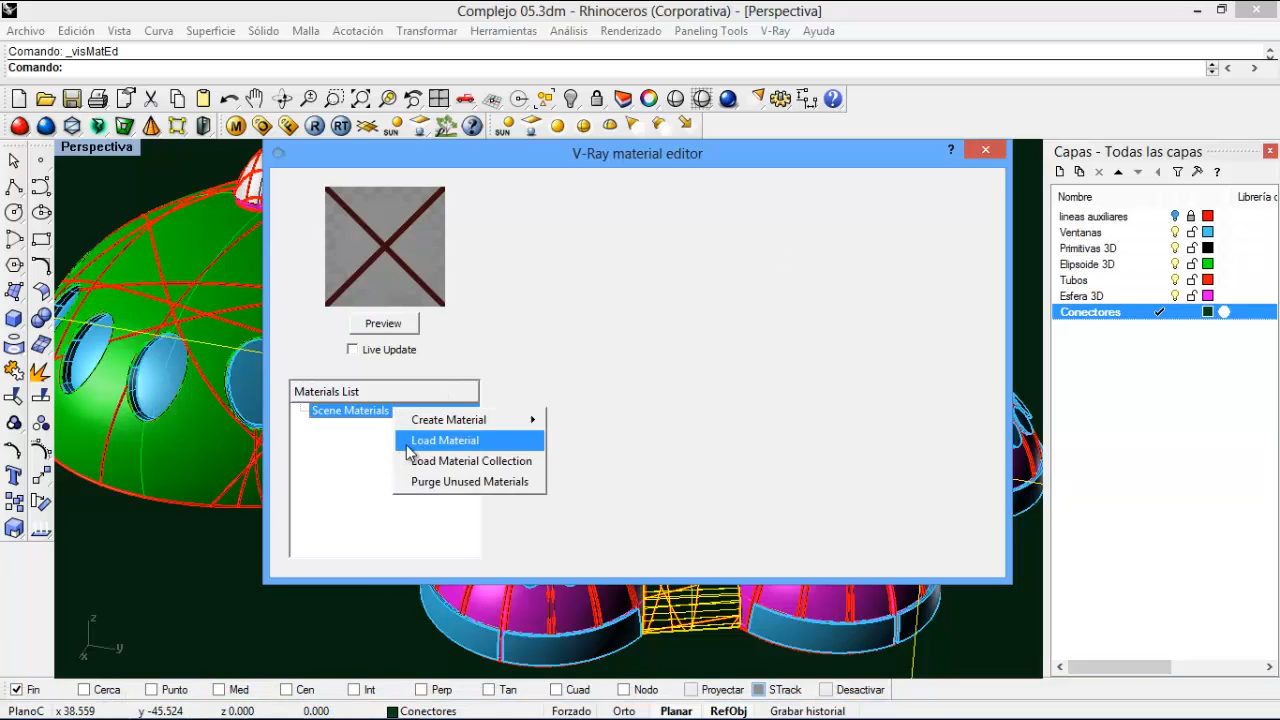 Complejo 05.3dm - Rhinoceros (Corporativa) - [Perspectiva]
Archivo Edición Vista Curva Superficie Sólido Malla Acotación Transformar Herramientas Análisis Renderizado Paneling Tools V-Ray Ayuda
Comando: _visMatEd
Comando:
M R RT SUN SUN
Perspectiva
V-Ray material editor
?
Capas - Todas las capas
Nombre Librería
lineas auxiliares
Ventanas
Primitivas 3D
Elipsoide 3D
Tubos
Esfera 3D
Conectores
Preview
Live Update
Materials List
Scene Materials
Create Material
Load Material
Load Material Collection
Purge Unused Materials
z
y
x
Fin Cerca Punto Med Cen Int Perp Tan Cuad Nodo Proyectar STrack Desactivar
PlanoC x 38.559 y -45.524 z 0.000 0.000 Conectores Forzado Orto Planar RefObj Grabar historial